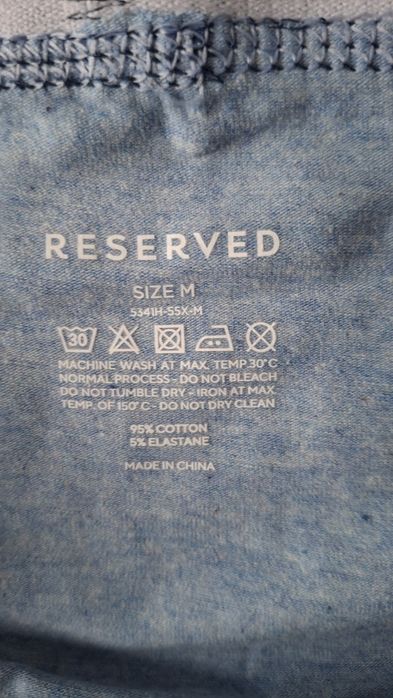 RESERVED
SIZE M
5341H-55X-M
30
MACHINE WASH AT MAX. TEMP 30°C
NORMAL PROCESS - DO NOT BLEACH
DO NOT TUMBLE DRY - IRON AT MAX.
TEMP. OF 150°C - DO NOT DRY CLEAN
95% COTTON
5% ELASTANE
MADE IN CHINA